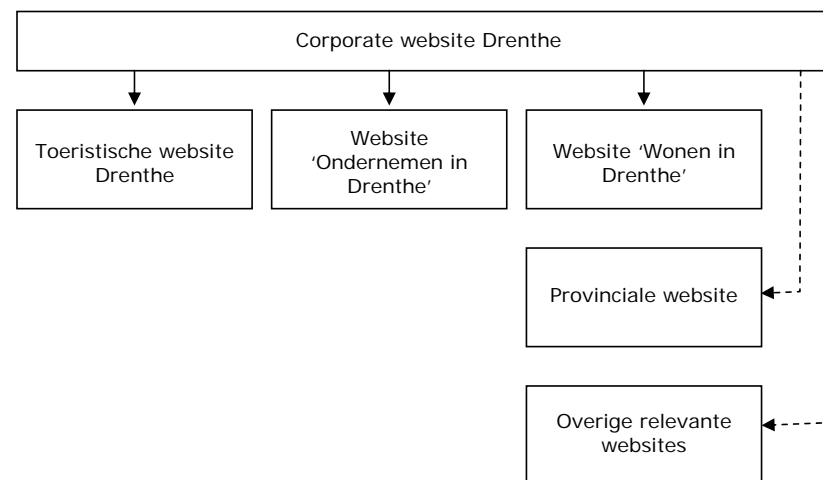 Corporate website Drenthe
Toeristische website
Drenthe
Website
‘Ondernemen in
Drenthe’
Website ‘Wonen in
Drenthe’
Provinciale website
Overige relevante
websites